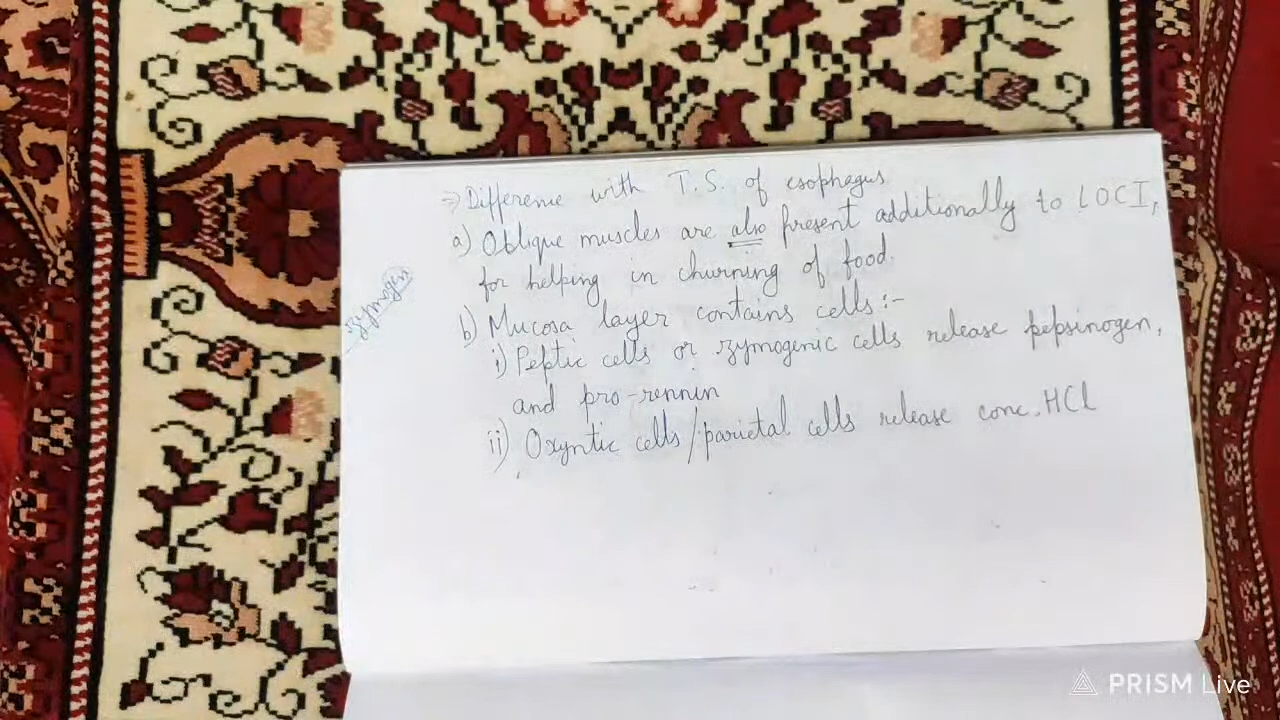 ⇒ Difference with T.S. of esophagus
a) Oblique muscles are also present additionally to LOCI,
for helping in churning of food.
b) Mucosa layer contains cells:-
i) Peptic cells or zymogenic cells release pepsinogen,
and pro-rennin
ii) Oxyntic cells/parietal cells release conc. HCl
zymogen
PRISM Live